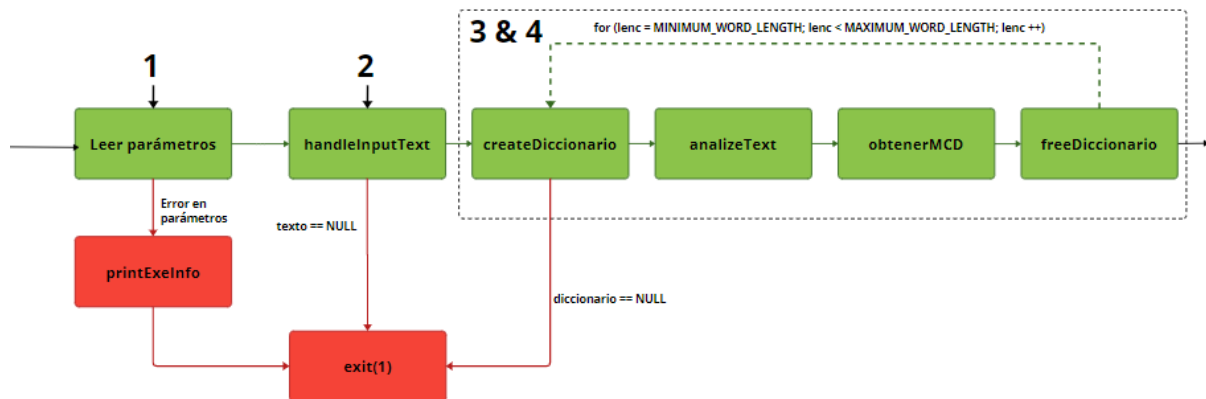 3 & 4
for (lenc = MINIMUM_WORD_LENGTH; lenc < MAXIMUM_WORD_LENGTH; lenc ++)
1
2
Leer parámetros
handleInputText
createDiccionario
analizeText
obtenerMCD
freeDiccionario
Error en
parámetros
texto == NULL
printExeInfo
diccionario == NULL
exit(1)